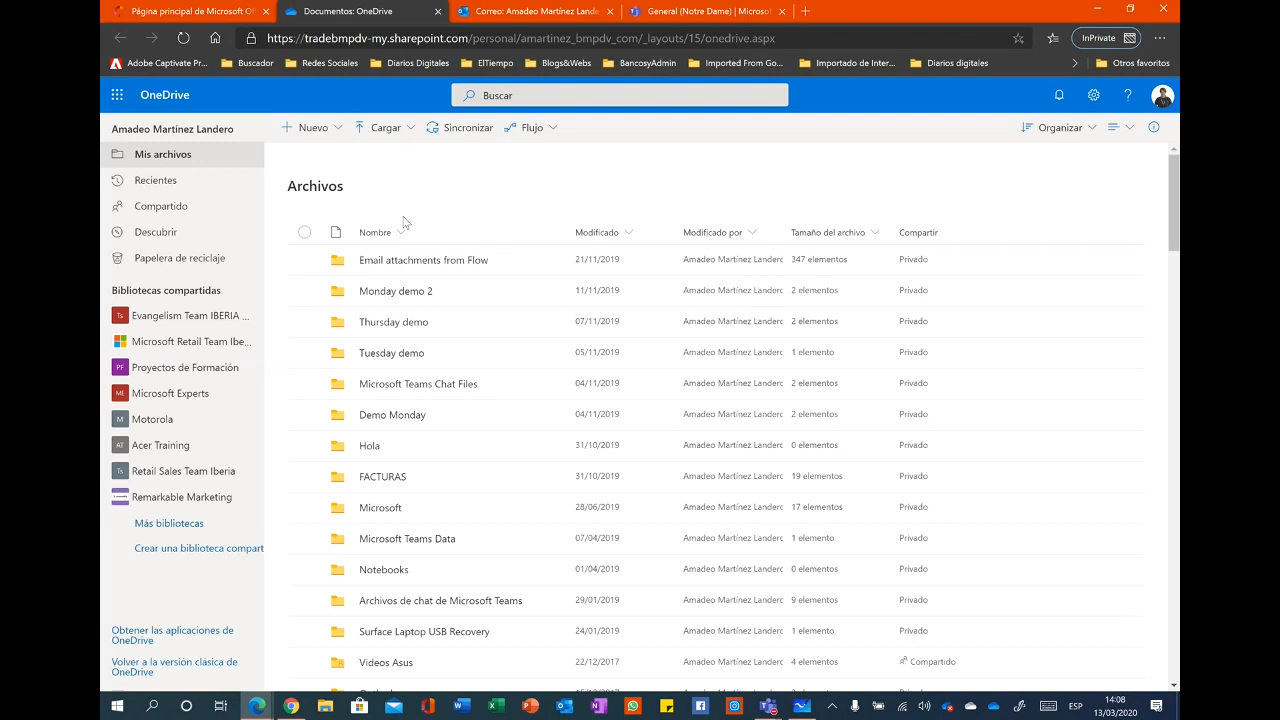 Página principal de Microsoft Of
Documentos: OneDrive
Correo: Amadeo Martínez Lande
General (Notre Dame) | Microsof
https://tradebmpdv-my.sharepoint.com/personal/amartinez_bmpdv_com/_layouts/15/onedrive.aspx
InPrivate
Adobe Captivate Pr...
Buscador
Redes Sociales
Diarios Digitales
ElTiempo
Blogs&Webs
BancosyAdmin
Imported From Go...
Importado de Inter...
Diarios digitales
Otros favoritos
OneDrive
Buscar
Amadeo Martínez Landero
Nuevo
Cargar
Sincronizar
Flujo
Organizar
Mis archivos
Recientes
Compartido
Descubrir
Papelera de reciclaje
Bibliotecas compartidas
Ts Evangelism Team IBERIA ...
Microsoft Retail Team Ibe...
PF Proyectos de Formación
ME Microsoft Experts
M Motorola
AT Acer Training
Ts Retail Sales Team Iberia
Remarkable Marketing
Más bibliotecas
Crear una biblioteca compart
Obtener las aplicaciones de
OneDrive
Volver a la versión clásica de
OneDrive
Archivos
Nombre Modificado Modificado por Tamaño del archivo Compartir
Email attachments from Flow 21/11/2019 Amadeo Martínez Landerc 347 elementos Privado
Monday demo 2 11/11/2019 Amadeo Martínez Landerc 2 elementos Privado
Thursday demo 07/11/2019 Amadeo Martínez Landerc 2 elementos Privado
Tuesday demo 05/11/2019 Amadeo Martínez Landerc 1 elemento Privado
Microsoft Teams Chat Files 04/11/2019 Amadeo Martínez Landerc 2 elementos Privado
Demo Monday 04/11/2019 Amadeo Martínez Landerc 2 elementos Privado
Hola 31/10/2019 Amadeo Martínez Landerc 0 elementos Privado
FACTURAS 31/10/2019 Amadeo Martínez Landerc 19 elementos Privado
Microsoft 28/06/2019 Amadeo Martínez Landerc 17 elementos Privado
Microsoft Teams Data 07/04/2019 Amadeo Martínez Landerc 1 elemento Privado
Notebooks 01/04/2019 Amadeo Martínez Landerc 0 elementos Privado
Archivos de chat de Microsoft Teams 29/01/2019 Amadeo Martínez Landerc 9 elementos Privado
Surface Laptop USB Recovery 24/01/2019 Amadeo Martínez Landerc 1 elemento Privado
Videos Asus 22/12/2017 Amadeo Martínez Landerc 4 elementos Compartido
ESP
14:08
13/03/2020